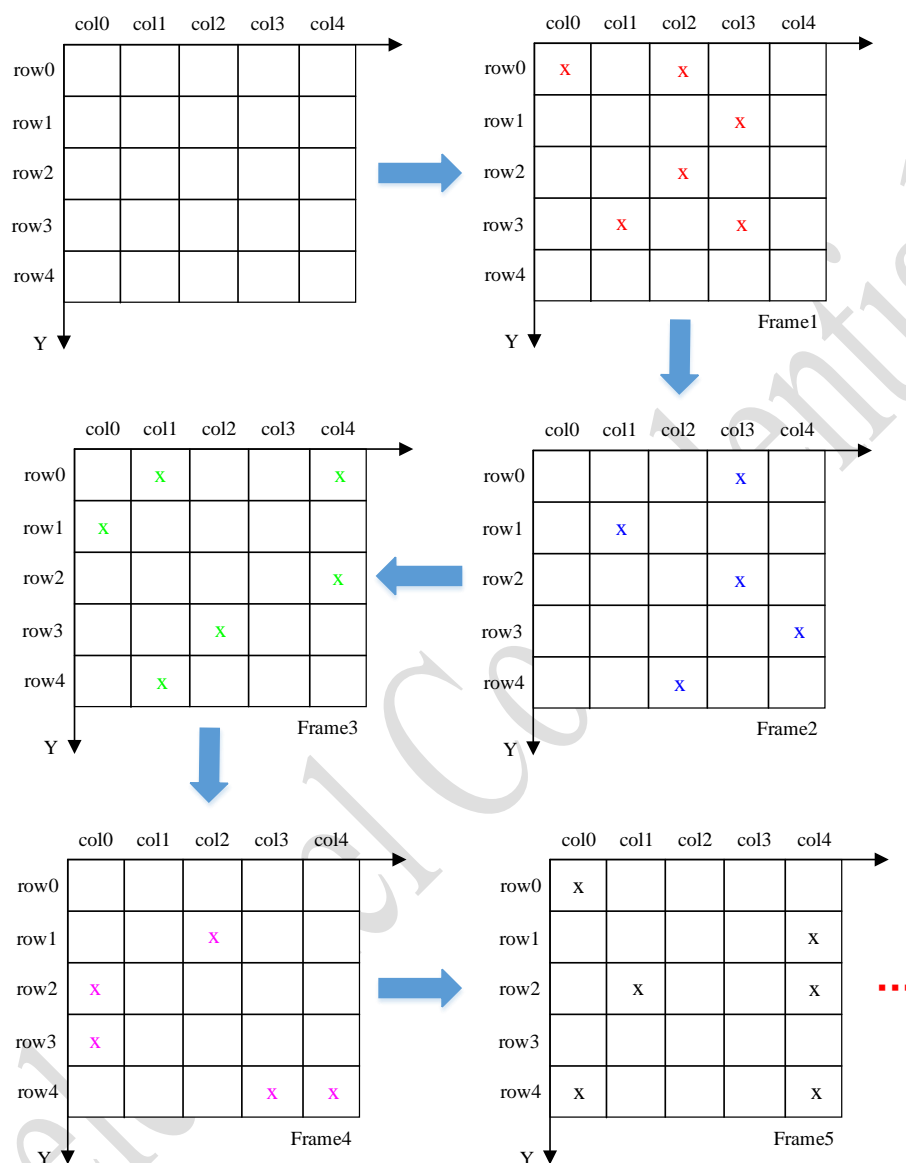 col0 col1 col2 col3 col4
row0
row1
row2
row3
row4
Y
col0 col1 col2 col3 col4
row0 x x
row1 x
row2 x
row3 x x
row4
Frame1
Y
col0 col1 col2 col3 col4
row0 x
row1 x
row2 x
row3 x
row4 x
Frame2
Y
col0 col1 col2 col3 col4
row0 x x
row1 x
row2 x
row3 x
row4 x
Frame3
Y
col0 col1 col2 col3 col4
row0
row1 x
row2 x
row3 x
row4 x x
Frame4
Y
col0 col1 col2 col3 col4
row0 x
row1 x
row2 x x
row3
row4 x x
Frame5
Y